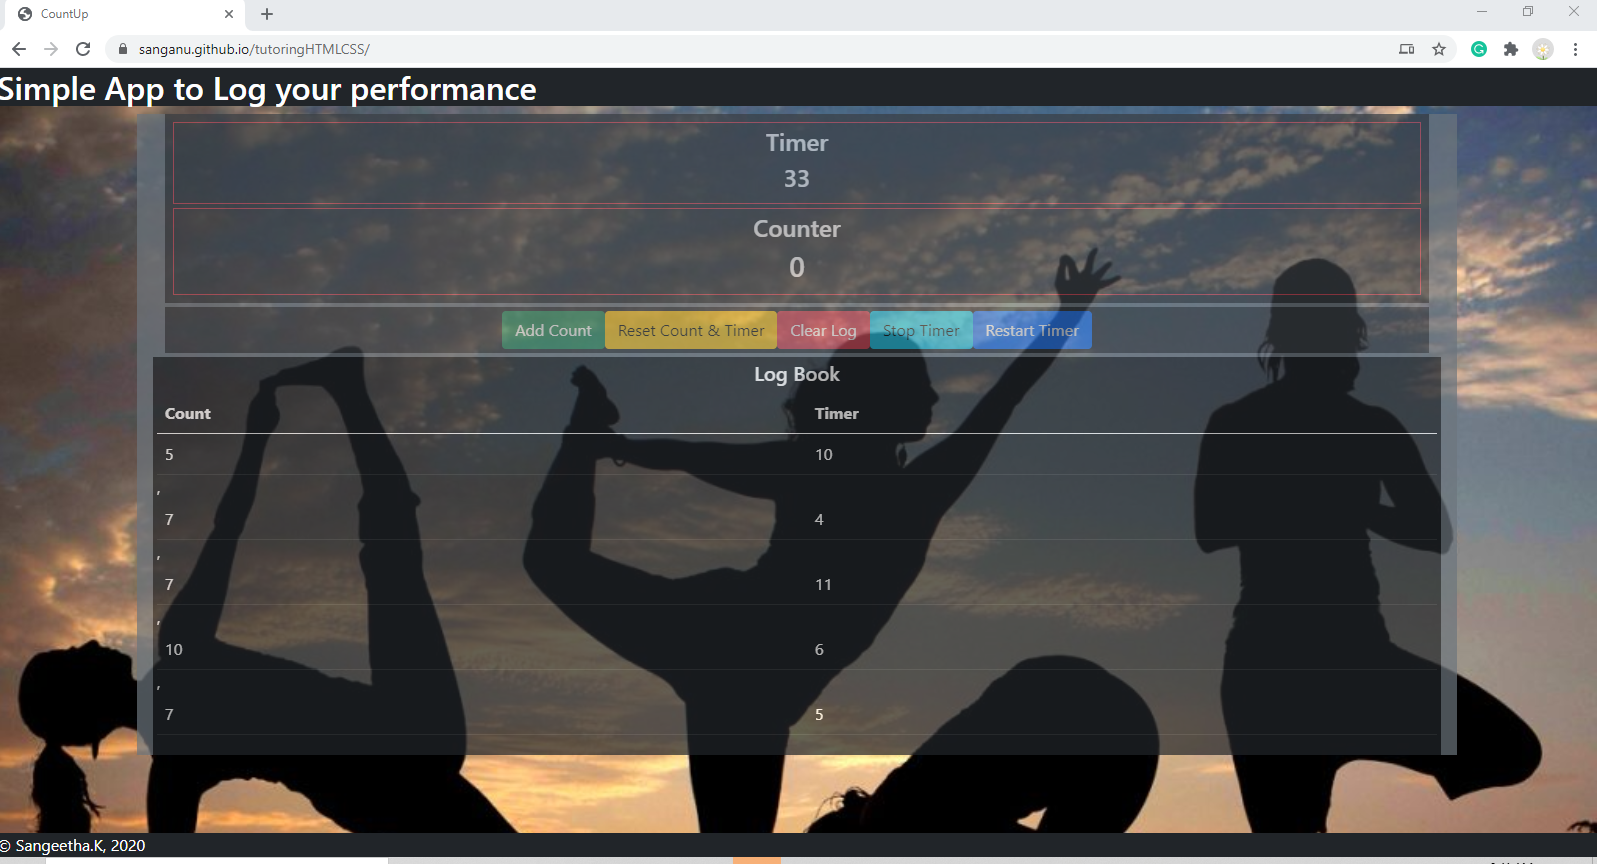 CountUp
sanganu.github.io/tutoringHTMLCSS/
Simple App to Log your performance
Timer
33
Counter
0
Add Count Reset Count & Timer Clear Log Stop Timer Restart Timer
Log Book
Count Timer
5 10
,
7 4
,
7 11
,
10 6
,
7 5
© Sangeetha.K, 2020